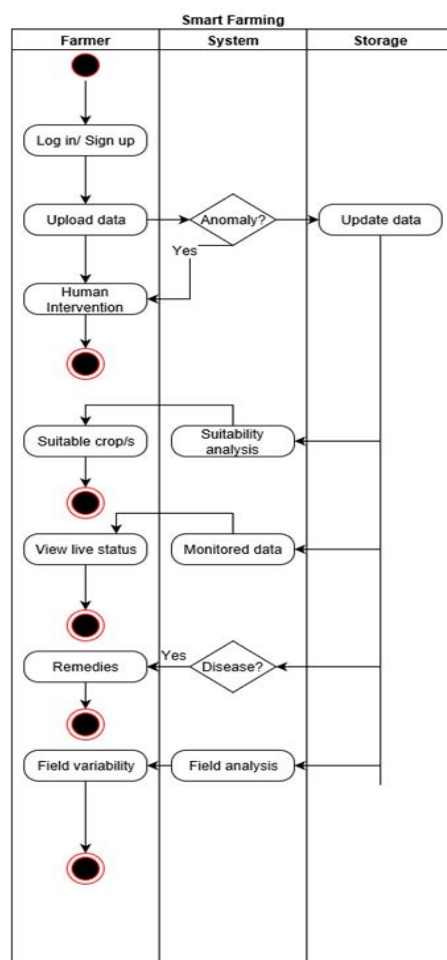 Smart Farming
Farmer
System
Storage
Log in/ Sign up
Upload data
Anomaly?
Update data
Yes
Human
Intervention
Suitable crop/s
Suitability
analysis
View live status
Monitored data
Remedies
Yes
Disease?
Field variability
Field analysis